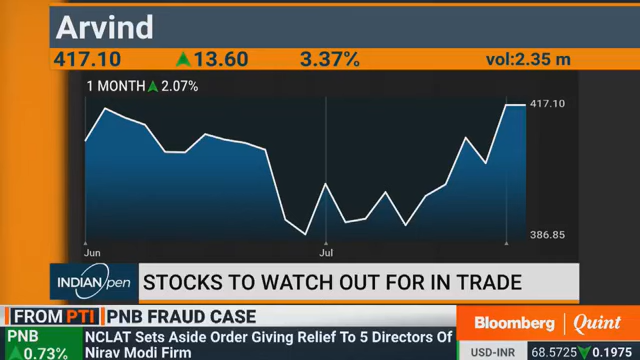 Arvind
417.10 ▲ 13.60 3.37% vol:2.35 m
1 MONTH ▲ 2.07%
417.10
386.85
Jun Jul
INDIAN open STOCKS TO WATCH OUT FOR IN TRADE
FROM PTI PNB FRAUD CASE
PNB
▲ 0.73%
NCLAT Sets Aside Order Giving Relief To 5 Directors Of
Nirav Modi Firm
Bloomberg Quint
USD-INR 68.5725 ▼ 0.1975